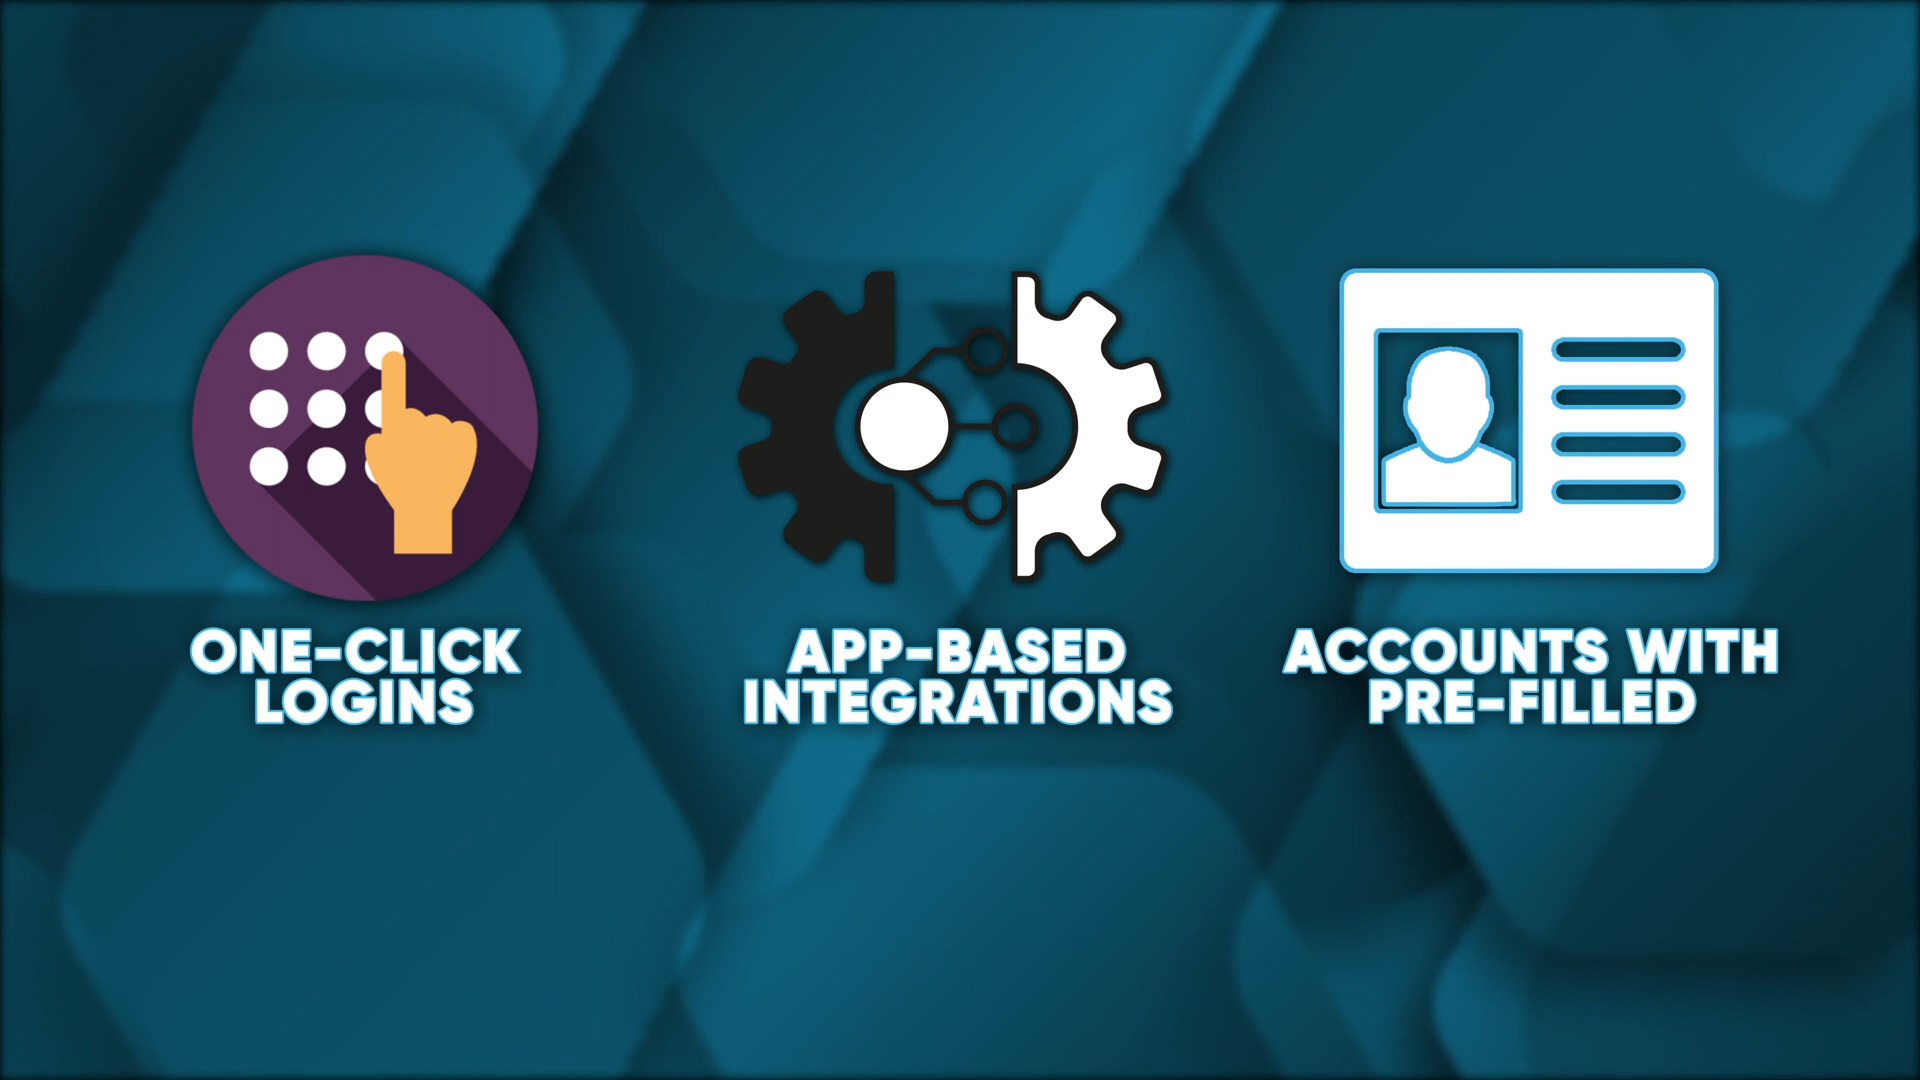 ONE-CLICK
LOGINS
APP-BASED
INTEGRATIONS
ACCOUNTS WITH
PRE-FILLED